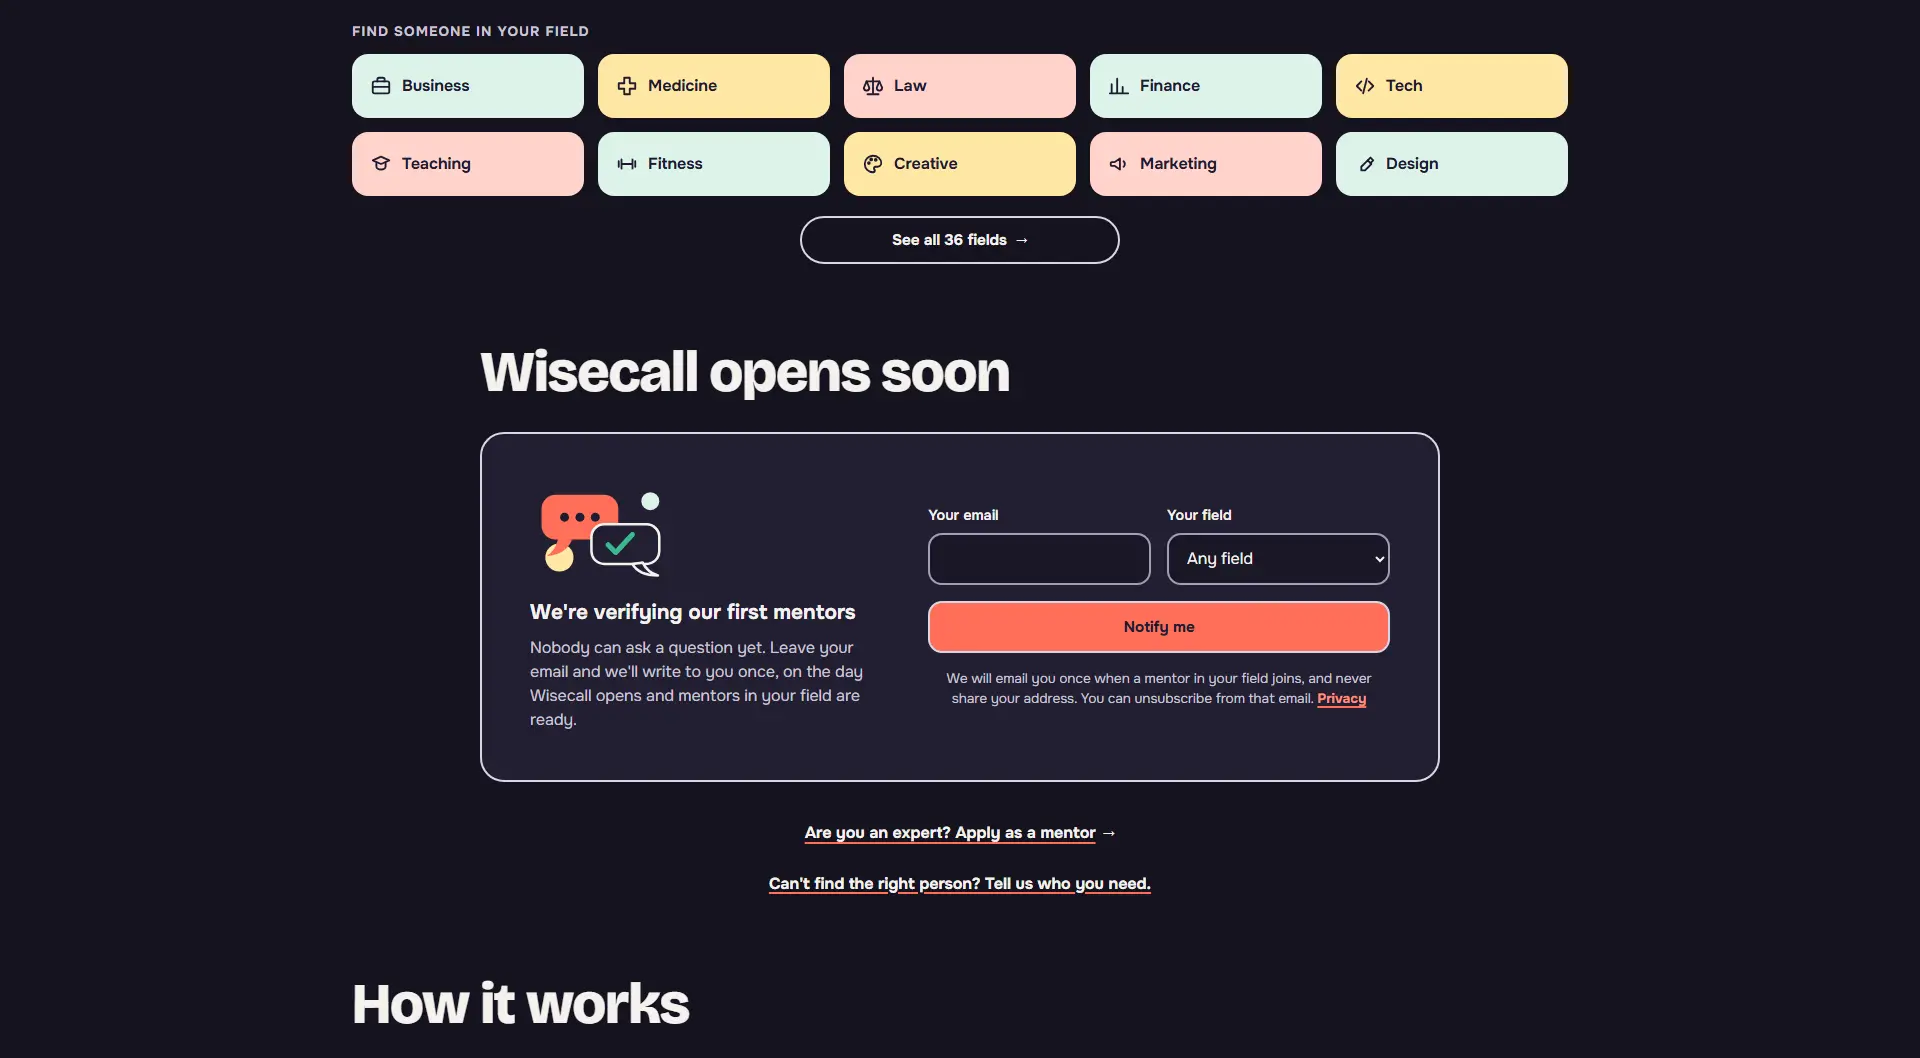 FIND SOMEONE IN YOUR FIELD
Business
Medicine
Law
Finance
Tech
Teaching
Fitness
Creative
Marketing
Design
See all 36 fields →
Wisecall opens soon
We're verifying our first mentors
Nobody can ask a question yet. Leave your
email and we'll write to you once, on the day
Wisecall opens and mentors in your field are
ready.
Your email
Your field
Any field
Notify me
We will email you once when a mentor in your field joins, and never
share your address. You can unsubscribe from that email. Privacy
Are you an expert? Apply as a mentor →
Can't find the right person? Tell us who you need.
How it works